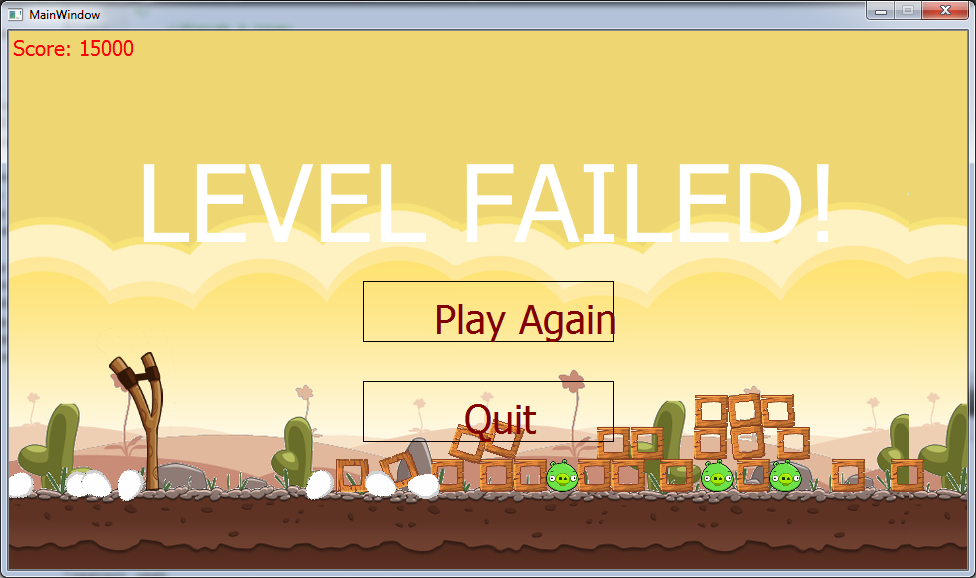 MainWindow
Score: 15000
LEVEL FAILED!
Play Again
Quit